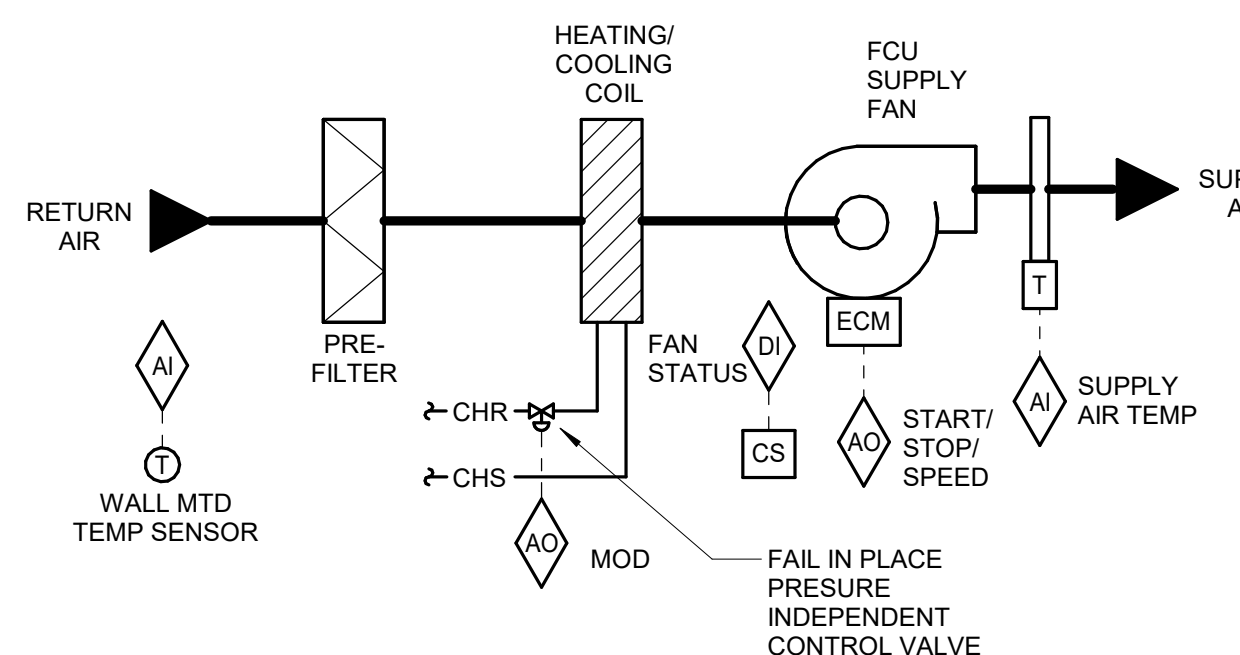 HEATING/
COOLING
COIL
FCU
SUPPLY
FAN
RETURN
AIR
SUP
A
T
ECM
PRE-
FILTER
FAN
STATUS
DI
AI
AI
SUPPLY
AIR TEMP
CHR
START/
STOP/
SPEED
AO
CS
T
CHS
WALL MTD
TEMP SENSOR
AO
MOD
FAIL IN PLACE
PRESURE
INDEPENDENT
CONTROL VALVE